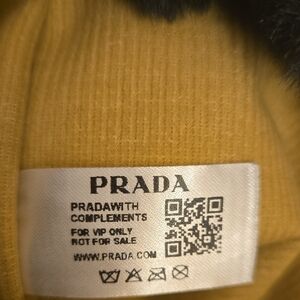 PRADA
PRADAWITH
COMPLEMENTS
FOR VIP ONLY
NOT FOR SALE
WWW.PRADA.COM